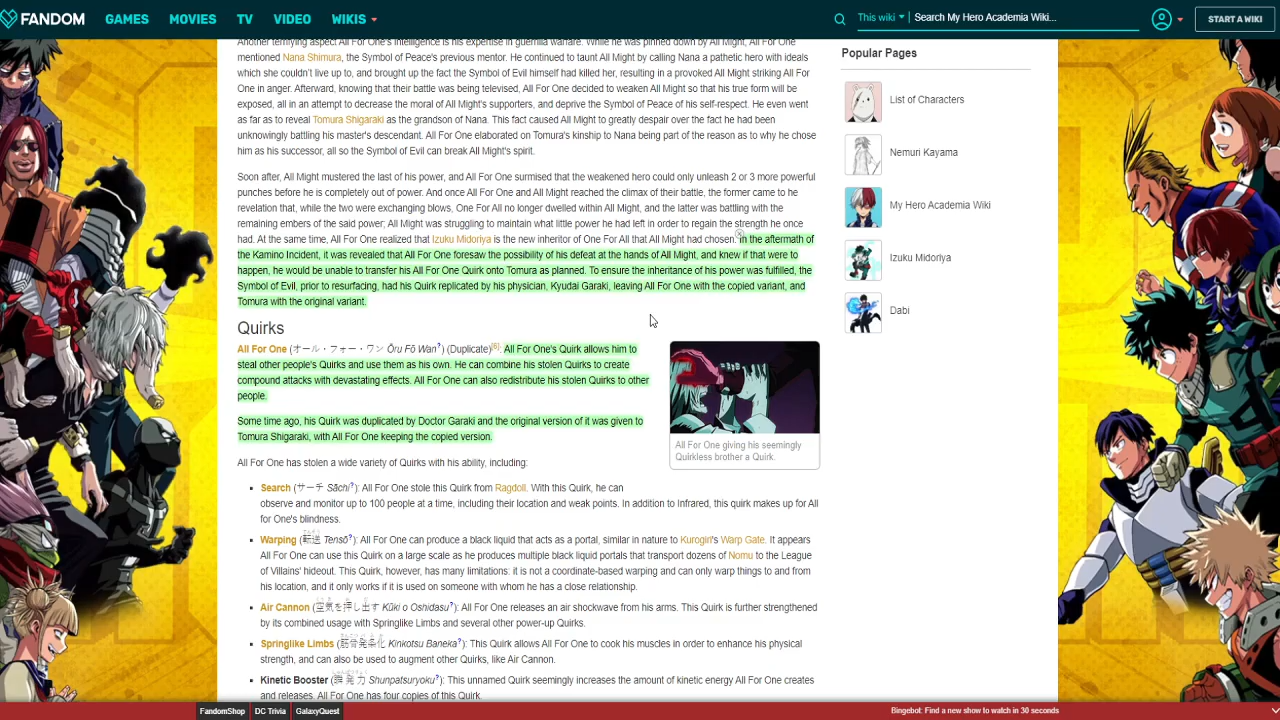 FANDOM
GAMES
MOVIES
TV
VIDEO
WIKIS
This wiki
Search My Hero Academia Wiki...
START A WIKI
Another terrifying aspect All For One's intelligence is his expertise in guerilla warfare. While he was pinned down by All Might, All For One
mentioned Nana Shimura, the Symbol of Peace's previous mentor. He continued to taunt All Might by calling Nana a pathetic hero with ideals
which she couldn't live up to, and brought up the fact the Symbol of Evil himself had killed her, resulting in a provoked All Might striking All For
One in anger. Afterward, knowing that their battle was being televised, All For One decided to weaken All Might so that his true form will be
exposed, all in an attempt to decrease the moral of All Might's supporters, and deprive the Symbol of Peace of his self-respect. He even went
as far as to reveal Tomura Shigaraki as the grandson of Nana. This fact caused All Might to greatly despair over the fact he had been
unknowingly battling his master's descendant. All For One elaborated on Tomura's kinship to Nana being part of the reason as to why he chose
him as his successor, all so the Symbol of Evil can break All Might's spirit.
Soon after, All Might mustered the last of his power, and All For One surmised that the weakened hero could only unleash 2 or 3 more powerful
punches before he is completely out of power. And once All For One and All Might reached the climax of their battle, the former came to he
revelation that, while the two were exchanging blows, One For All no longer dwelled within All Might, and the latter was battling with the
remaining embers of the said power; All Might was struggling to maintain what little power he had left in order to regain the strength he once
had. At the same time, All For One realized that Izuku Midoriya is the new inheritor of One For All that All Might had chosen. In the aftermath of
the Kamino Incident, it was revealed that All For One foresaw the possibility of his defeat at the hands of All Might, and knew if that were to
happen, he would be unable to transfer his All For One Quirk onto Tomura as planned. To ensure the inheritance of his power was fulfilled, the
Symbol of Evil, prior to resurfacing, had his Quirk replicated by his physician, Kyudai Garaki, leaving All For One with the copied variant, and
Tomura with the original variant.
Quirks
All For One (オール・フォー・ワン Ōru Fō Wan?) (Duplicate)[6]: All For One's Quirk allows him to
steal other people's Quirks and use them as his own. He can combine his stolen Quirks to create
compound attacks with devastating effects. All For One can also redistribute his stolen Quirks to other
people.
Some time ago, his Quirk was duplicated by Doctor Garaki and the original version of it was given to
Tomura Shigaraki, with All For One keeping the copied version.
All For One giving his seemingly
Quirkless brother a Quirk.
All For One has stolen a wide variety of Quirks with his ability, including:
Search (サーチ Sāchi?): All For One stole this Quirk from Ragdoll. With this Quirk, he can
observe and monitor up to 100 people at a time, including their location and weak points. In addition to Infrared, this quirk makes up for All
for One's blindness.
Warping (転送 Tensō?): All For One can produce a black liquid that acts as a portal, similar in nature to Kurogiri's Warp Gate. It appears
All For One can use this Quirk on a large scale as he produces multiple black liquid portals that transport dozens of Nomu to the League
of Villains' hideout. This Quirk, however, has many limitations: it is not a coordinate-based warping and can only warp things to and from
his location, and it only works if it is used on someone with whom he has a close relationship.
Air Cannon (空気を押し出す Kūki o Oshidasu?): All For One releases an air shockwave from his arms. This Quirk is further strengthened
by its combined usage with Springlike Limbs and several other power-up Quirks.
Springlike Limbs (筋骨発条化 Kinkotsu Baneka?): This Quirk allows All For One to cook his muscles in order to enhance his physical
strength, and can also be used to augment other Quirks, like Air Cannon.
Kinetic Booster (瞬発力 Shunpatsuryoku?): This unnamed Quirk seemingly increases the amount of kinetic energy All For One creates
and releases. All For One has four copies of this Quirk.
Popular Pages
List of Characters
Nemuri Kayama
My Hero Academia Wiki
Izuku Midoriya
Dabi
FandomShop
DC Trivia
GalaxyQuest
Bingebot: Find a new show to watch in 30 seconds